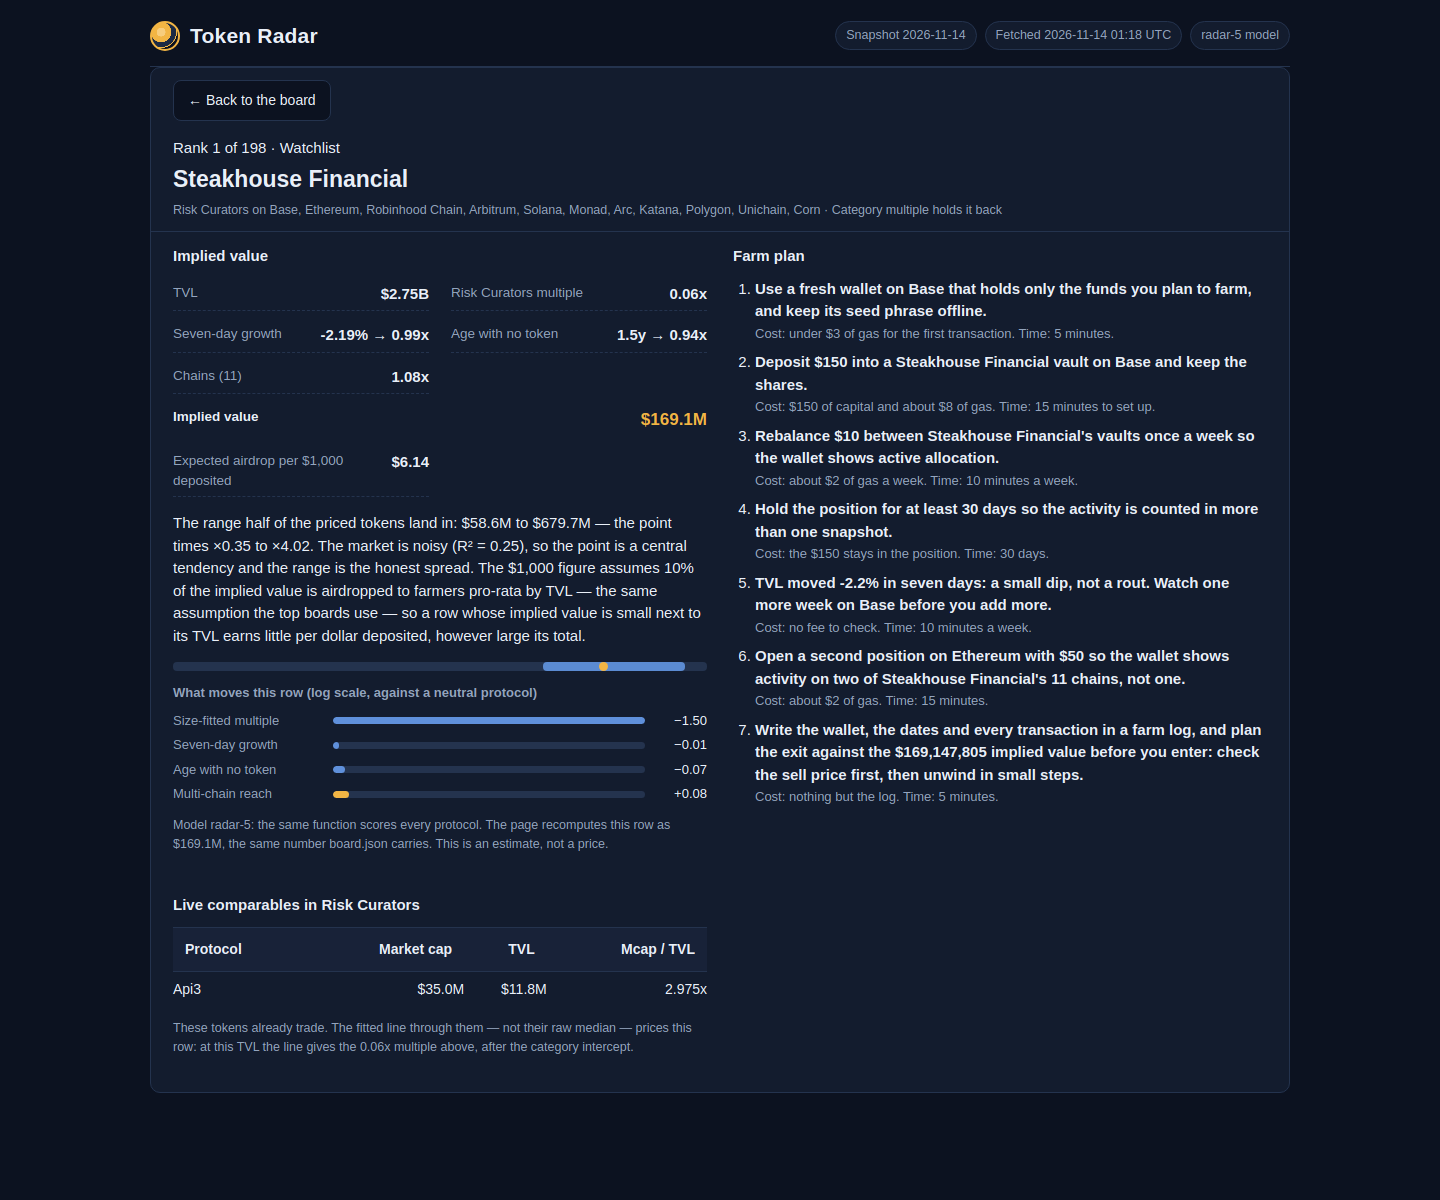 Token Radar
Snapshot 2026-11-14
Fetched 2026-11-14 01:18 UTC
radar-5 model
← Back to the board
Rank 1 of 198 · Watchlist
Steakhouse Financial
Risk Curators on Base, Ethereum, Robinhood Chain, Arbitrum, Solana, Monad, Arc, Katana, Polygon, Unichain, Corn · Category multiple holds it back
Implied value
TVL $2.75B
Risk Curators multiple 0.06x
Seven-day growth -2.19% → 0.99x
Age with no token 1.5y → 0.94x
Chains (11) 1.08x
Implied value $169.1M
Expected airdrop per $1,000 deposited $6.14
The range half of the priced tokens land in: $58.6M to $679.7M — the point
times ×0.35 to ×4.02. The market is noisy (R² = 0.25), so the point is a central
tendency and the range is the honest spread. The $1,000 figure assumes 10%
of the implied value is airdropped to farmers pro-rata by TVL — the same
assumption the top boards use — so a row whose implied value is small next to
its TVL earns little per dollar deposited, however large its total.
What moves this row (log scale, against a neutral protocol)
Size-fitted multiple −1.50
Seven-day growth −0.01
Age with no token −0.07
Multi-chain reach +0.08
Model radar-5: the same function scores every protocol. The page recomputes this row as
$169.1M, the same number board.json carries. This is an estimate, not a price.
Live comparables in Risk Curators
Protocol Market cap TVL Mcap / TVL
Api3 $35.0M $11.8M 2.975x
These tokens already trade. The fitted line through them — not their raw median — prices this
row: at this TVL the line gives the 0.06x multiple above, after the category intercept.
Farm plan
1. Use a fresh wallet on Base that holds only the funds you plan to farm,
and keep its seed phrase offline.
Cost: under $3 of gas for the first transaction. Time: 5 minutes.
2. Deposit $150 into a Steakhouse Financial vault on Base and keep the
shares.
Cost: $150 of capital and about $8 of gas. Time: 15 minutes to set up.
3. Rebalance $10 between Steakhouse Financial's vaults once a week so
the wallet shows active allocation.
Cost: about $2 of gas a week. Time: 10 minutes a week.
4. Hold the position for at least 30 days so the activity is counted in more
than one snapshot.
Cost: the $150 stays in the position. Time: 30 days.
5. TVL moved -2.2% in seven days: a small dip, not a rout. Watch one
more week on Base before you add more.
Cost: no fee to check. Time: 10 minutes a week.
6. Open a second position on Ethereum with $50 so the wallet shows
activity on two of Steakhouse Financial's 11 chains, not one.
Cost: about $2 of gas. Time: 15 minutes.
7. Write the wallet, the dates and every transaction in a farm log, and plan
the exit against the $169,147,805 implied value before you enter: check
the sell price first, then unwind in small steps.
Cost: nothing but the log. Time: 5 minutes.